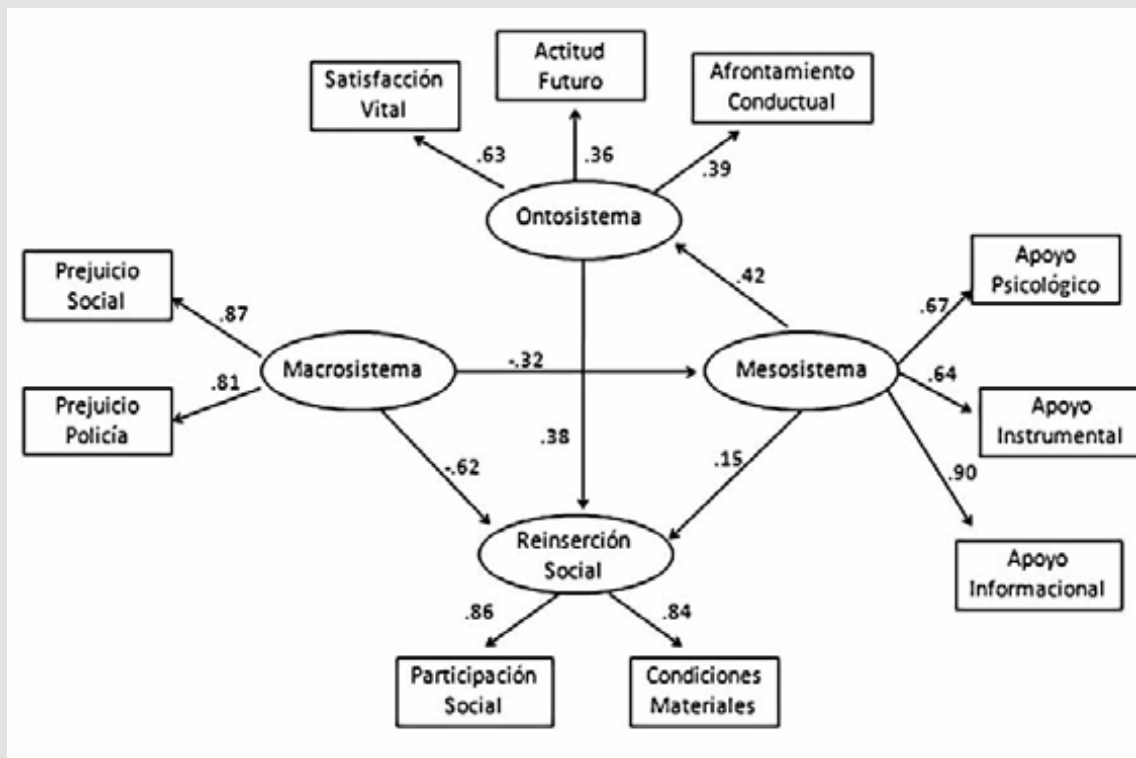 Actitud
Futuro
Satisfacción
Vital
Afrontamiento
Conductual
.63
.36
.39
Ontosistema
Prejuicio
Social
Apoyo
Psicológico
.42
.87
.67
Macrosistema
-.32
Mesosistema
.81
.64
Prejuicio
Policía
Apoyo
Instrumental
.38
.15
-.62
.90
Reinserción
Social
Apoyo
Informacional
.86
.84
Participación
Social
Condiciones
Materiales